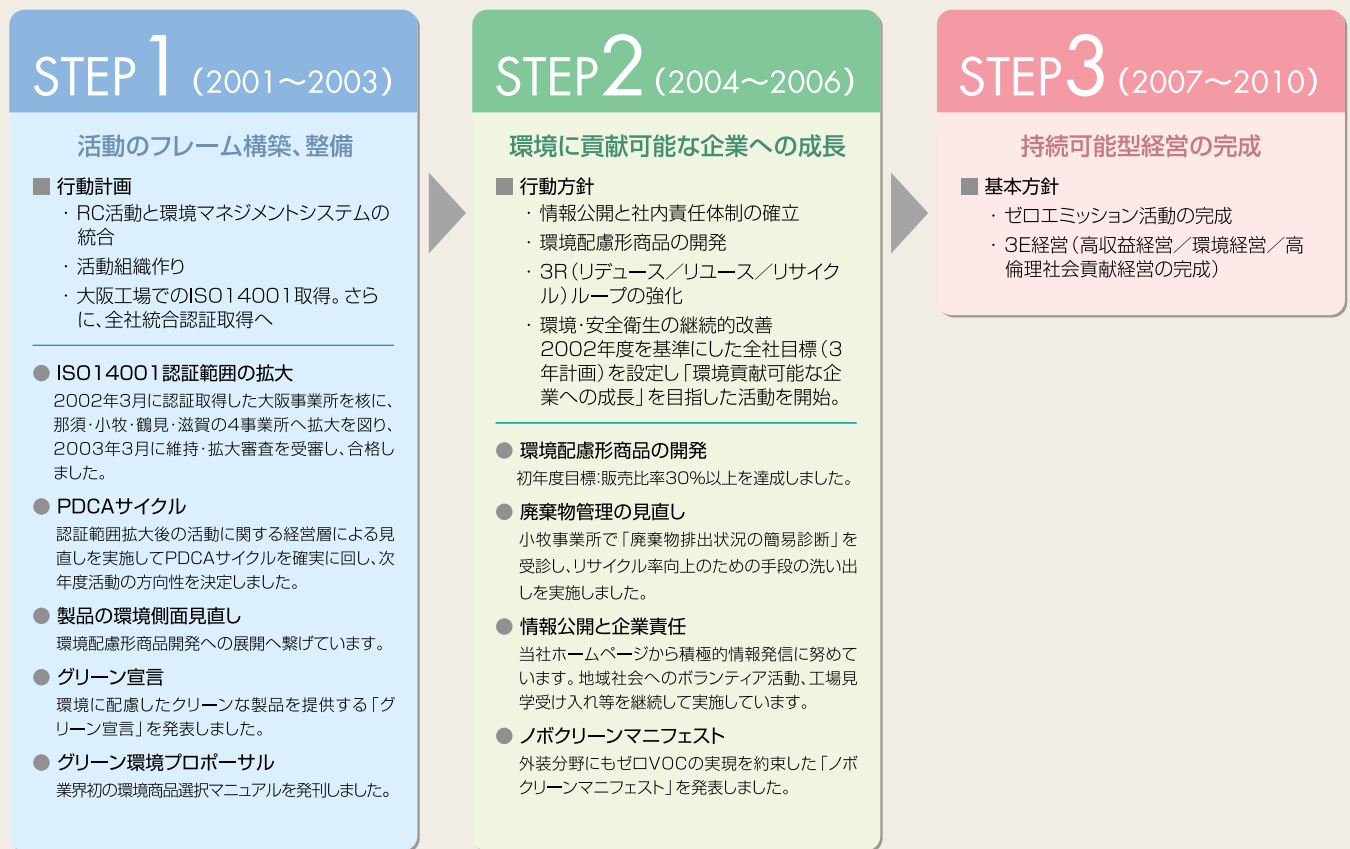 STEP1（2001～2003）
活動のフレーム構築、整備
■ 行動計画
・RC活動と環境マネジメントシステムの
統合
・活動組織作り
・大阪工場でのISO14001取得。さら
に、全社統合認証取得へ
● ISO14001認証範囲の拡大
2002年3月に認証取得した大阪事業所を核に、
那須・小牧・鶴見・滋賀の4事業所へ拡大を図り、
2003年3月に維持・拡大審査を受審し、合格し
ました。
● PDCAサイクル
認証範囲拡大後の活動に関する経営層による見
直しを実施してPDCAサイクルを確実に回し、次
年度活動の方向性を決定しました。
● 製品の環境側面見直し
環境配慮形商品開発への展開へ繋げています。
● グリーン宣言
環境に配慮したクリーンな製品を提供する「グ
リーン宣言」を発表しました。
● グリーン環境プロポーサル
業界初の環境商品選択マニュアルを発刊しました。
STEP2（2004～2006）
環境に貢献可能な企業への成長
■ 行動方針
・情報公開と社内責任体制の確立
・環境配慮形商品の開発
・3R（リデュース／リユース／リサイク
ル）ループの強化
・環境・安全衛生の継続的改善
2002年度を基準にした全社目標（3
年計画）を設定し「環境貢献可能な企
業への成長」を目指した活動を開始。
● 環境配慮形商品の開発
初年度目標:販売比率30%以上を達成しました。
● 廃棄物管理の見直し
小牧事業所で「廃棄物排出状況の簡易診断」を
受診し、リサイクル率向上のための手段の洗い出
しを実施しました。
● 情報公開と企業責任
当社ホームページから積極的情報発信に努めて
います。地域社会へのボランティア活動、工場見
学受け入れ等を継続して実施しています。
● ノボクリーンマニフェスト
外装分野にもゼロVOCの実現を約束した「ノボ
クリーンマニフェスト」を発表しました。
STEP3（2007～2010）
持続可能型経営の完成
■ 基本方針
・ゼロエミッション活動の完成
・3E経営（高収益経営／環境経営／高
倫理社会貢献経営の完成）